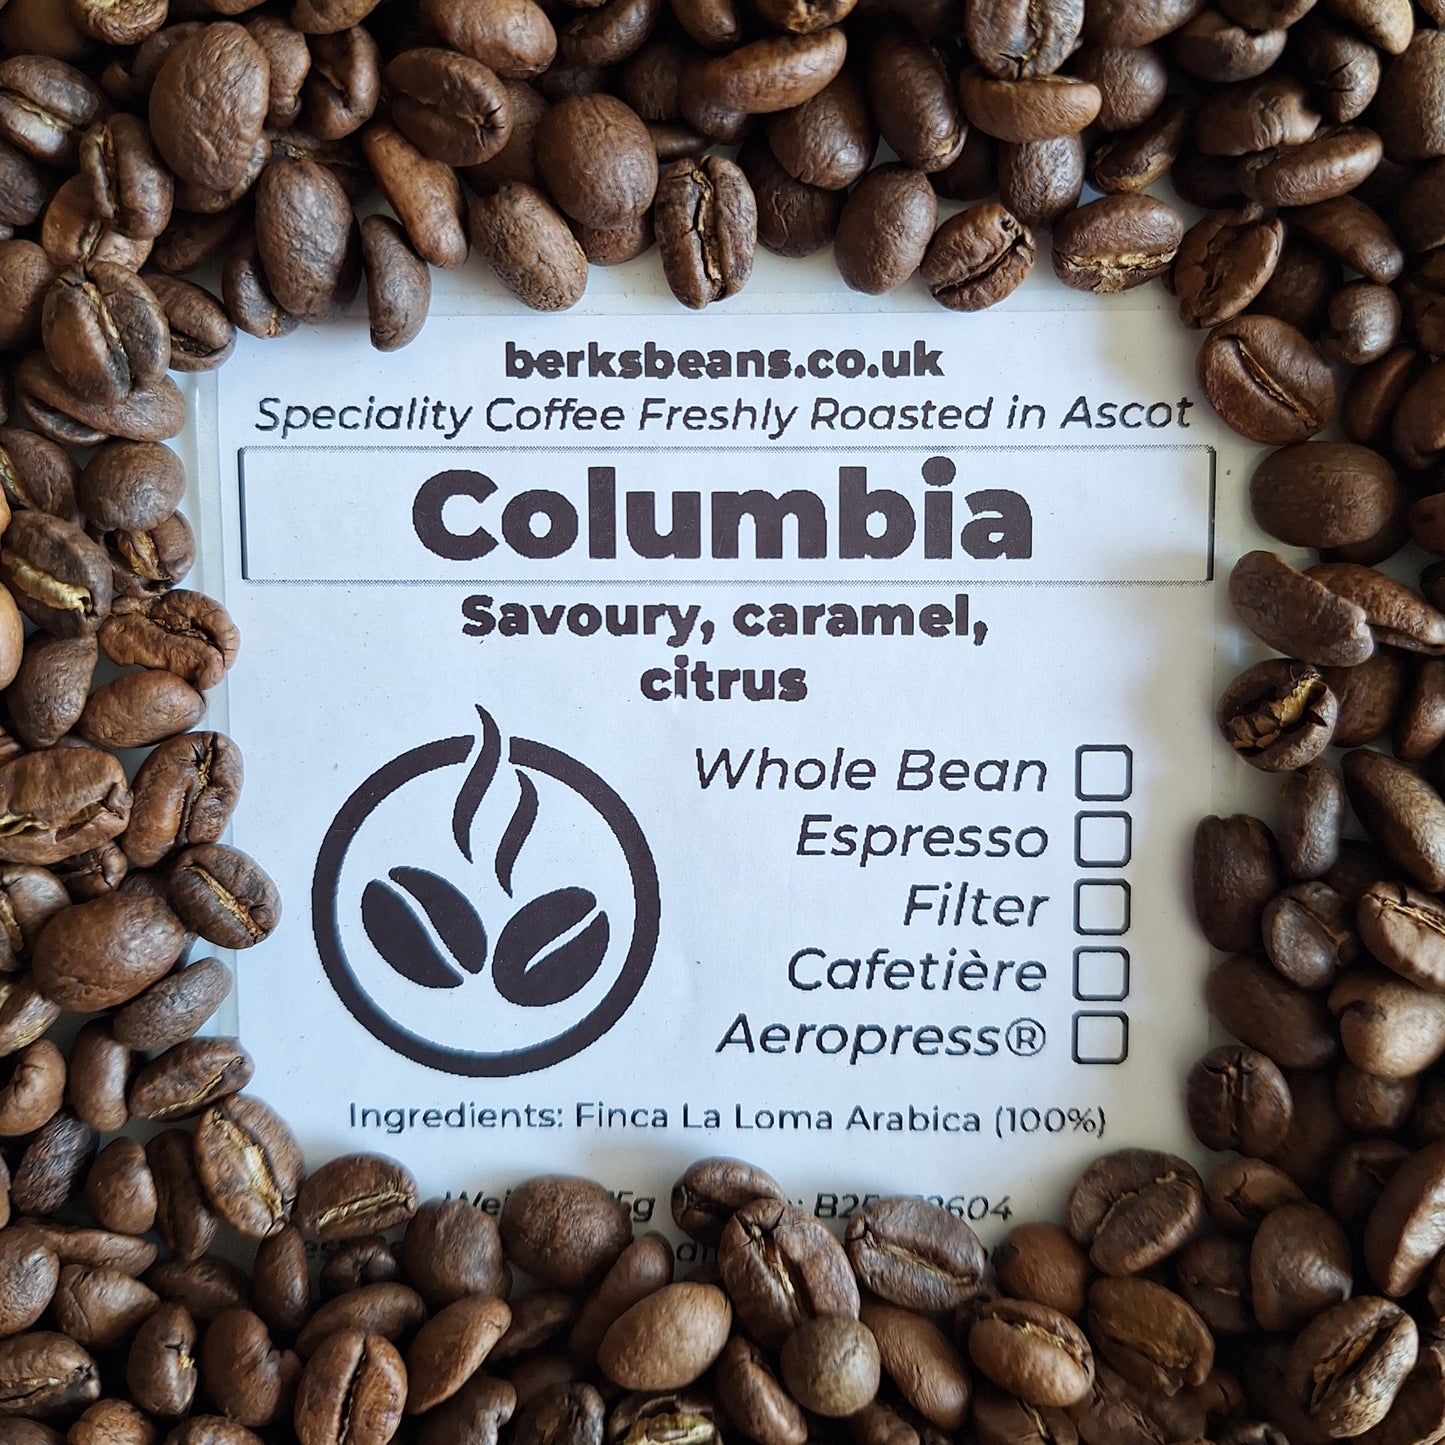 berksbeans.co.uk
Speciality Coffee Freshly Roasted in Ascot
Columbia
Savoury, caramel,
citrus
Whole Bean
Espresso
Filter
Cafetière
Aeropress®
Ingredients: Finca La Loma Arabica (100%)